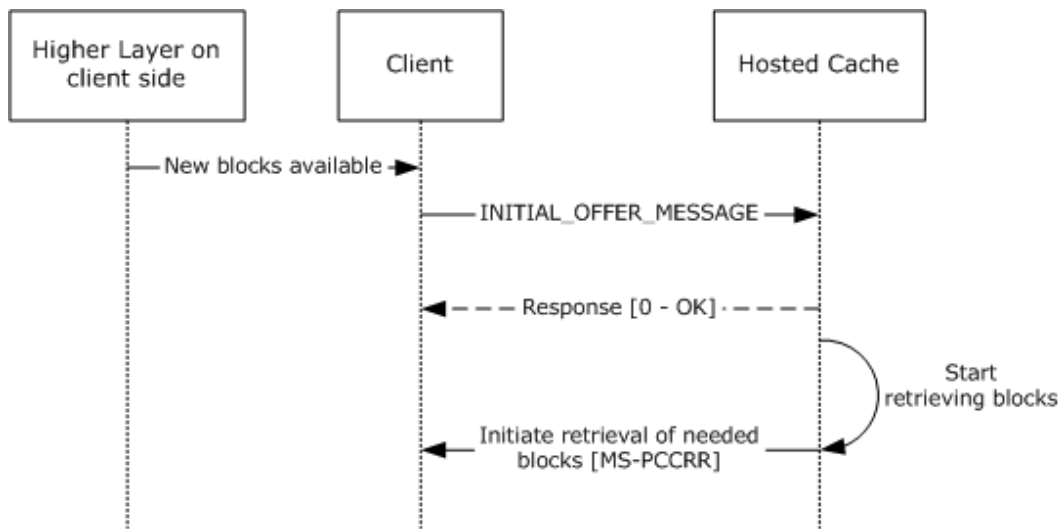 Higher Layer on
client side
Client
Hosted Cache
New blocks available
INITIAL_OFFER_MESSAGE
Response [0 - OK]
Start
retrieving blocks
Initiate retrieval of needed
blocks [MS-PCCRR]